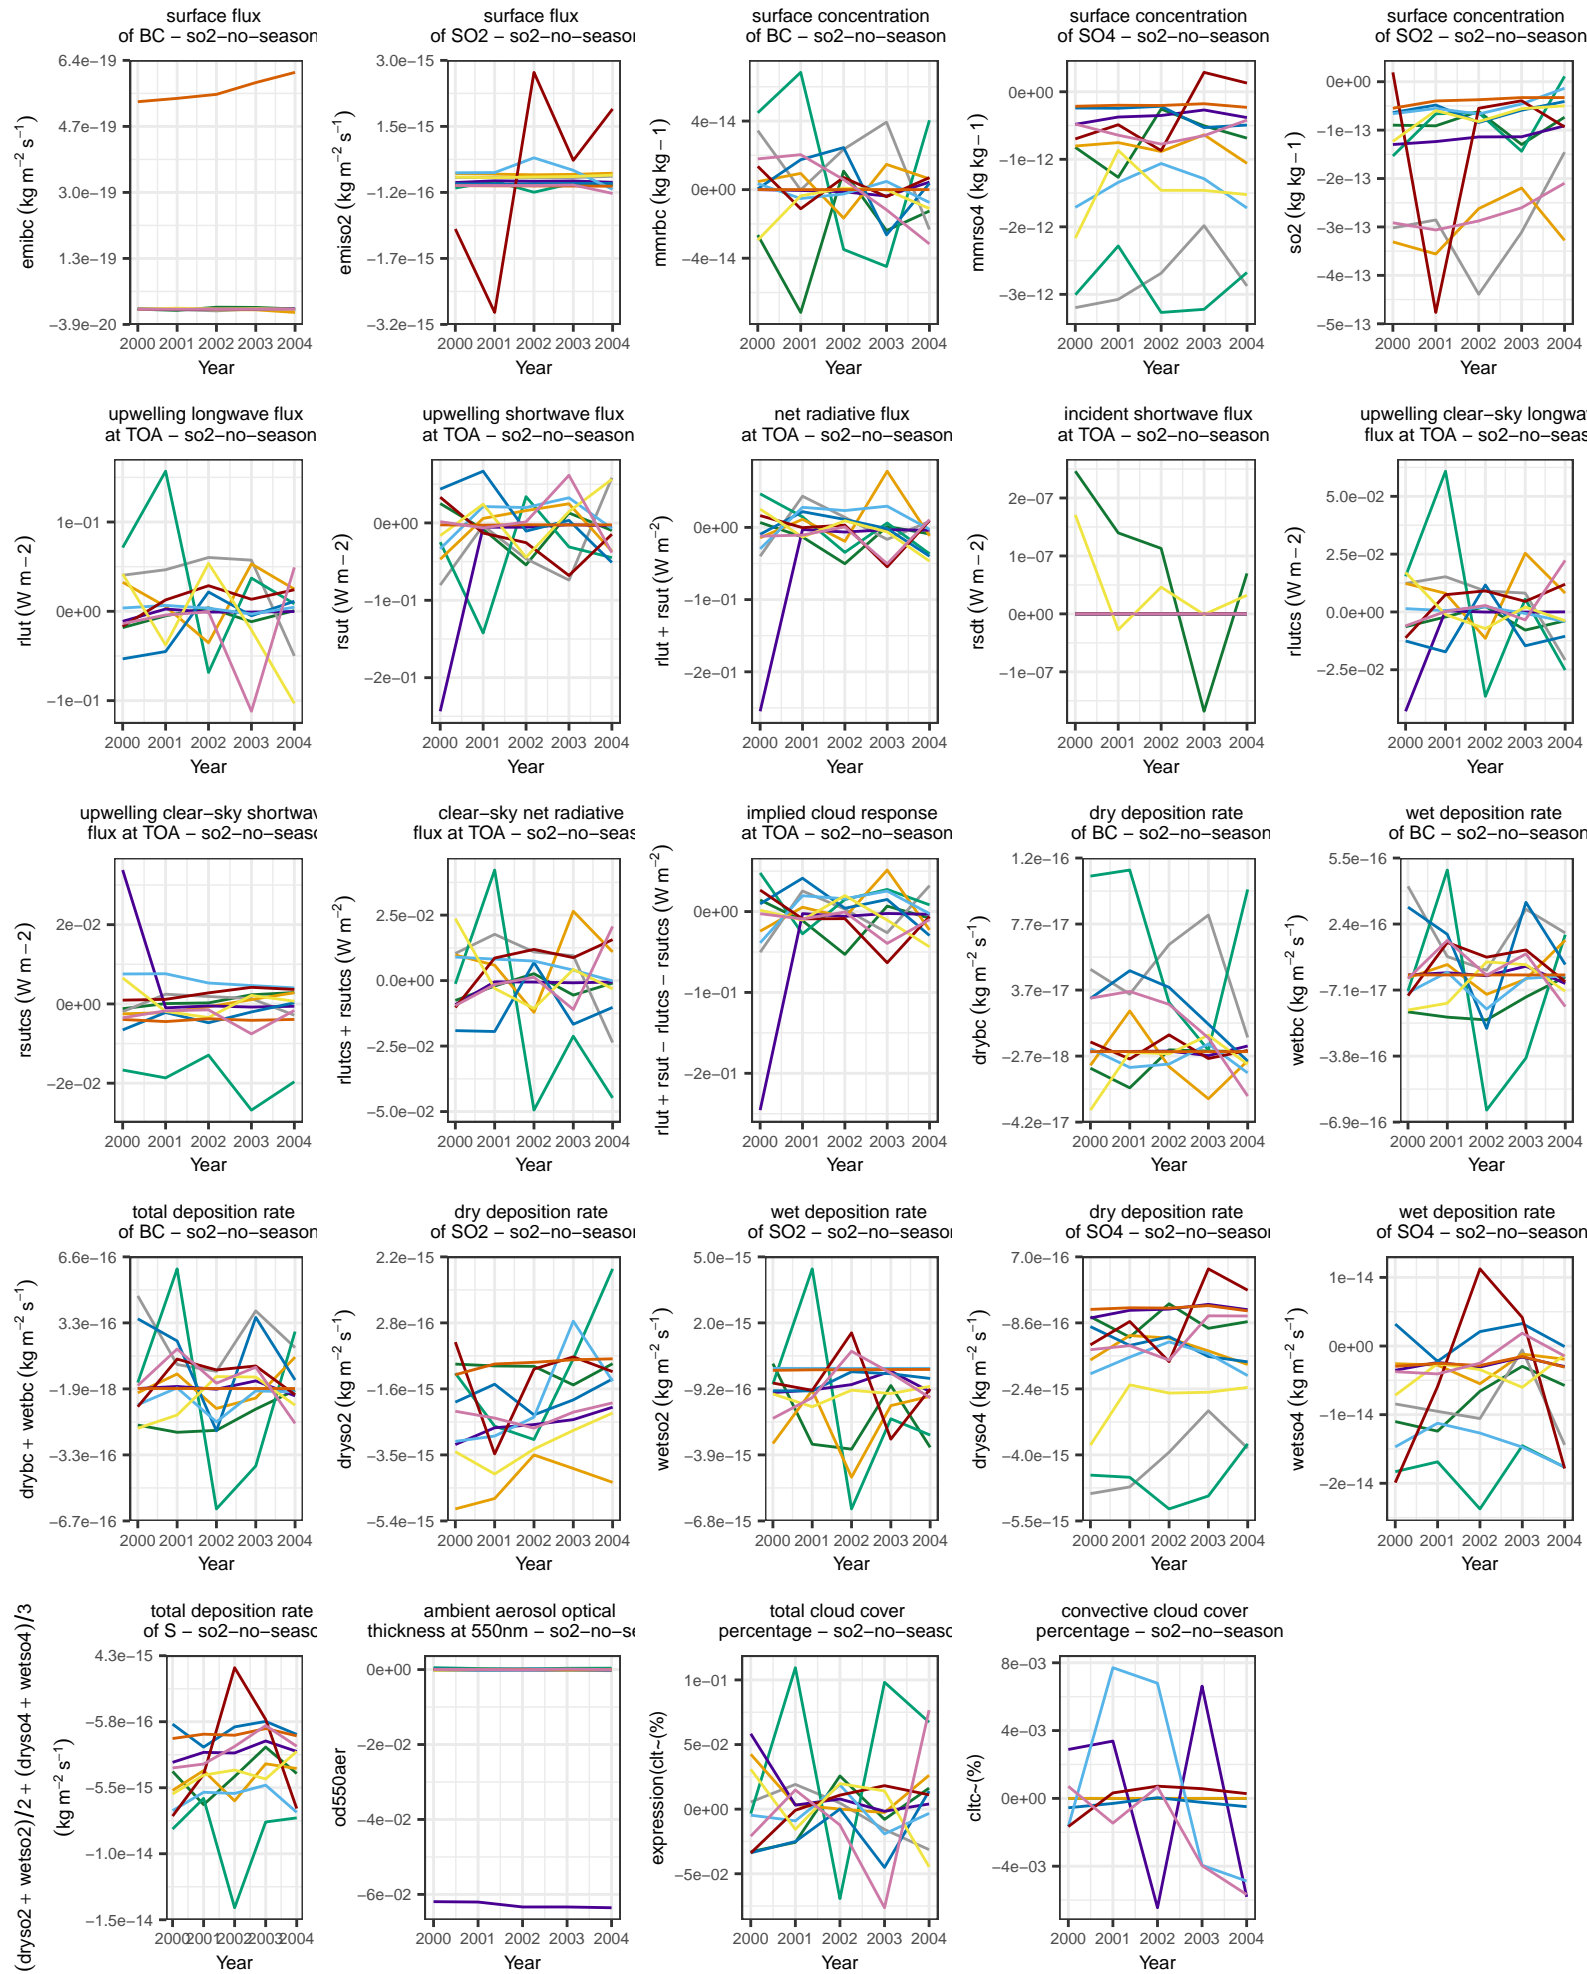 surface flux
of BC − so2−no−season
6.4e−19
4.7e−19
3.0e−19
1.3e−19
−3.9e−20
emibc (kg m−2 s−1)
2000 2001 2002 2003 2004
Year
surface flux
of SO2 − so2−no−season
3.0e−15
1.5e−15
−1.2e−16
−1.7e−15
−3.2e−15
emiso2 (kg m−2 s−1)
2000 2001 2002 2003 2004
Year
surface concentration
of BC − so2−no−season
4e−14
0e+00
−4e−14
mmrbc (kg kg − 1)
2000 2001 2002 2003 2004
Year
surface concentration
of SO4 − so2−no−season
0e+00
−1e−12
−2e−12
−3e−12
mmrso4 (kg kg − 1)
2000 2001 2002 2003 2004
Year
surface concentration
of SO2 − so2−no−season
0e+00
−1e−13
−2e−13
−3e−13
−4e−13
−5e−13
so2 (kg kg − 1)
2000 2001 2002 2003 2004
Year
upwelling longwave flux
at TOA − so2−no−season
1e−01
0e+00
−1e−01
rlut (W m − 2)
2000 2001 2002 2003 2004
Year
upwelling shortwave flux
at TOA − so2−no−season
0e+00
−1e−01
−2e−01
rsut (W m − 2)
2000 2001 2002 2003 2004
Year
net radiative flux
at TOA − so2−no−season
0e+00
−1e−01
−2e−01
rlut + rsut (W m−2)
2000 2001 2002 2003 2004
Year
incident shortwave flux
at TOA − so2−no−season
2e−07
1e−07
0e+00
−1e−07
rsdt (W m − 2)
2000 2001 2002 2003 2004
Year
upwelling clear−sky longwa
flux at TOA − so2−no−seas
5.0e−02
2.5e−02
0.0e+00
−2.5e−02
rlutcs (W m − 2)
2000 2001 2002 2003 2004
Year
upwelling clear−sky shortwav
flux at TOA − so2−no−seaso
2e−02
0e+00
−2e−02
rsutcs (W m−2)
2000 2001 2002 2003 2004
Year
clear−sky net radiative
flux at TOA − so2−no−seas
2.5e−02
0.0e+00
−2.5e−02
−5.0e−02
rlutcs + rsutcs (W m−2)
2000 2001 2002 2003 2004
Year
implied cloud response
at TOA − so2−no−season
0e+00
−1e−01
−2e−01
rlut + rsut − rlutcs − rsutcs (W m−2)
2000 2001 2002 2003 2004
Year
dry deposition rate
of BC − so2−no−season
1.2e−16
7.7e−17
3.7e−17
−2.7e−18
−4.2e−17
drybc (kg m−2 s−1)
2000 2001 2002 2003 2004
Year
wet deposition rate
of BC − so2−no−season
5.5e−16
2.4e−16
−7.1e−17
−3.8e−16
−6.9e−16
wetbc (kg m−2 s−1)
2000 2001 2002 2003 2004
Year
total deposition rate
of BC − so2−no−season
6.6e−16
3.3e−16
−1.9e−18
−3.3e−16
−6.7e−16
drybc + wetbc (kg m−2 s−1)
2000 2001 2002 2003 2004
Year
dry deposition rate
of SO2 − so2−no−season
2.2e−15
2.8e−16
−1.6e−15
−3.5e−15
−5.4e−15
dryso2 (kg m−2 s−1)
2000 2001 2002 2003 2004
Year
wet deposition rate
of SO2 − so2−no−season
5.0e−15
2.0e−15
−9.2e−16
−3.9e−15
−6.8e−15
wetso2 (kg m−2 s−1)
2000 2001 2002 2003 2004
Year
dry deposition rate
of SO4 − so2−no−season
7.0e−16
−8.6e−16
−2.4e−15
−4.0e−15
−5.5e−15
dryso4 (kg m−2 s−1)
2000 2001 2002 2003 2004
Year
wet deposition rate
of SO4 − so2−no−season
1e−14
0e+00
−1e−14
−2e−14
wetso4 (kg m−2 s−1)
2000 2001 2002 2003 2004
Year
total deposition rate
of S − so2−no−seasc
4.3e−15
−5.8e−16
−5.5e−15
−1.0e−14
−1.5e−14
(dryso2 + wetso2)/2 + (dryso4 + wetso4)/3
(kg m−2 s−1)
2000 2001 2002 2003 2004
Year
ambient aerosol optical
thickness at 550nm − so2−no−se
0e+00
−2e−02
−4e−02
−6e−02
od550aer
2000 2001 2002 2003 2004
Year
total cloud cover
percentage − so2−no−seasc
1e−01
5e−02
0e+00
−5e−02
expression(clt~(%)
2000 2001 2002 2003 2004
Year
convective cloud cover
percentage − so2−no−season
8e−03
4e−03
0e+00
−4e−03
cltc~(%)
2000 2001 2002 2003 2004
Year